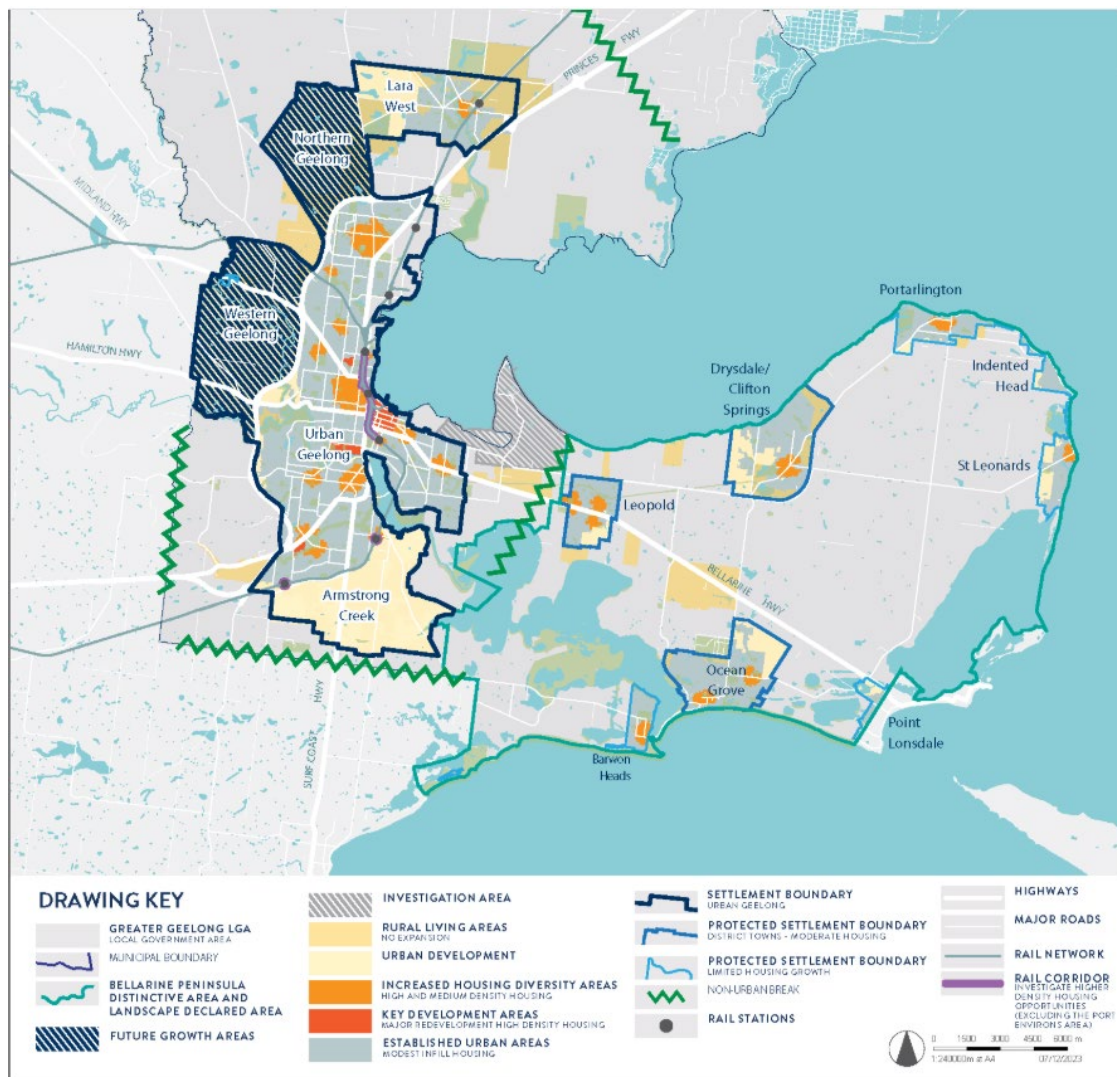 Lara
West
PRINCES FWY
Northern
Geelong
MIDLAND HWY
Western
Geelong
HAMILTON HWY
Portarlington
Indented
Head
Drysdale/
Clifton
Springs
St Leonards
Urban
Geelong
Leopold
BELLARINE HWY
Armstrong
Creek
Ocean
Grove
Point
Lonsdale
Barwon
Heads
SURF COAST HWY
DRAWING KEY
GREATER GEELONG LGA
LOCAL GOVERNMENT AREA
MUNICIPAL BOUNDARY
BELLARINE PENINSULA
DISTINCTIVE AREA AND
LANDSCAPE DECLARED AREA
FUTURE GROWTH AREAS
INVESTIGATION AREA
RURAL LIVING AREAS
NO EXPANSION
URBAN DEVELOPMENT
INCREASED HOUSING DIVERSITY AREAS
HIGH AND MEDIUM DENSITY HOUSING
KEY DEVELOPMENT AREAS
MAJOR REDEVELOPMENT HIGH DENSITY HOUSING
ESTABLISHED URBAN AREAS
MODEST INFILL HOUSING
SETTLEMENT BOUNDARY
URBAN GEELONG
PROTECTED SETTLEMENT BOUNDARY
DISTRICT TOWNS - MODERATE HOUSING
PROTECTED SETTLEMENT BOUNDARY
LIMITED HOUSING GROWTH
NON-URBAN BREAK
RAIL STATIONS
HIGHWAYS
MAJOR ROADS
RAIL NETWORK
RAIL CORRIDOR
INVESTIGATE HIGHER
DENSITY HOUSING
OPPORTUNITIES
(EXCLUDING THE PORT
ENVIRONS AREA)
0 1500 3000 4500 6000 m
1:240000m at A4 07/12/2023